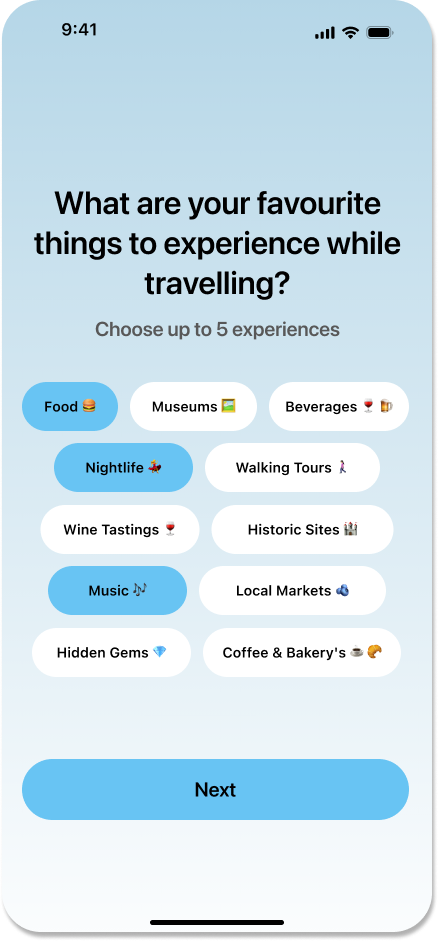 9:41
What are your favourite
things to experience while
travelling?
Choose up to 5 experiences
Food 🍔 Museums 🖼️ Beverages 🍷🍺
Nightlife 💃 Walking Tours 🚶‍♀️
Wine Tastings 🍷 Historic Sites 🏰
Music 🎶 Local Markets 🫐
Hidden Gems 💎 Coffee & Bakery's ☕🥐
Next